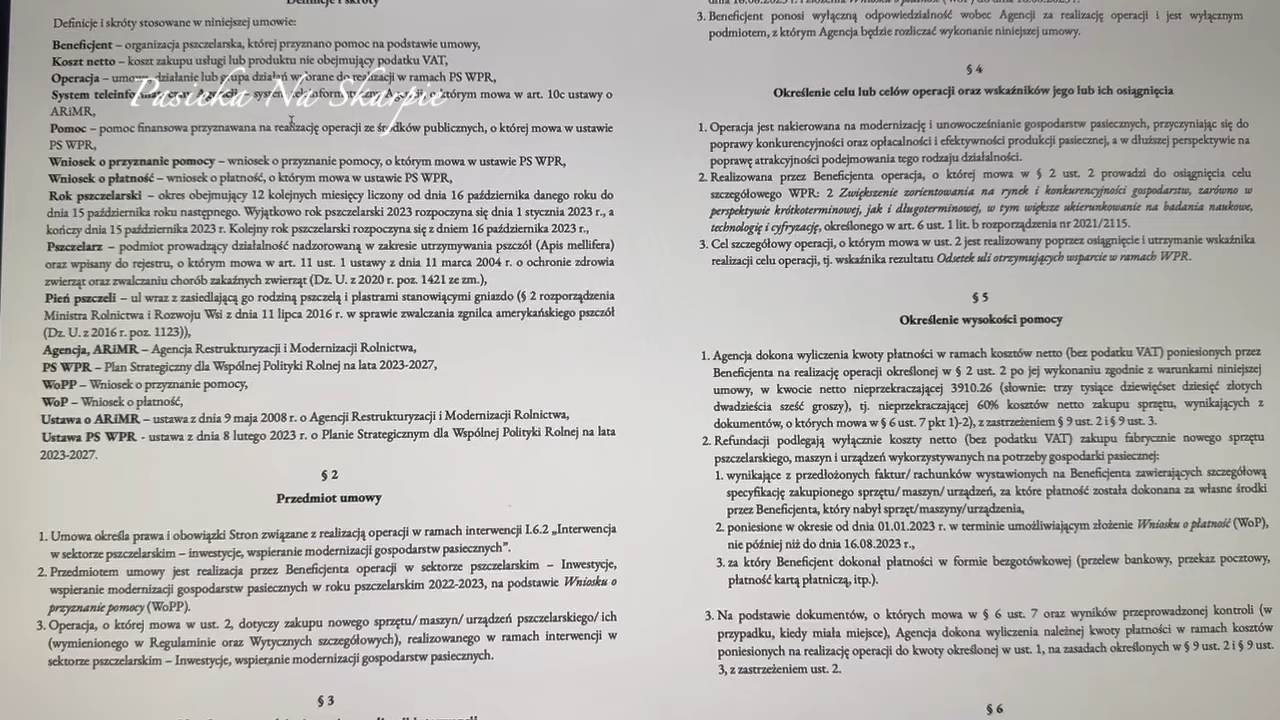 Definicje i skróty
Definicje i skróty stosowane w niniejszej umowie:
Beneficjent – organizacja pszczelarska, której przyznano pomoc na podstawie umowy,
Koszt netto – koszt zakupu usługi lub produktu nie obejmujący podatku VAT,
Operacja – umowa, działanie lub grupa działań wybrane do realizacji w ramach PS WPR,
Pasieka Na Skarpie
System teleinformatyczny Agencji – system teleinformatyczny Agencji, o którym mowa w art. 10c ustawy o
ARiMR,
Pomoc – pomoc finansowa przyznawana na realizację operacji ze środków publicznych, o której mowa w ustawie
PS WPR,
Wniosek o przyznanie pomocy – wniosek o przyznanie pomocy, o którym mowa w ustawie PS WPR,
Wniosek o płatność – wniosek o płatność, o którym mowa w ustawie PS WPR,
Rok pszczelarski – okres obejmujący 12 kolejnych miesięcy liczony od dnia 16 października danego roku do
dnia 15 października roku następnego. Wyjątkowo rok pszczelarski 2023 rozpoczyna się dnia 1 stycznia 2023 r., a
kończy dnia 15 października 2023 r. Kolejny rok pszczelarski rozpoczyna się z dniem 16 października 2023 r.,
Pszczelarz – podmiot prowadzący działalność nadzorowaną w zakresie utrzymywania pszczół (Apis mellifera)
oraz wpisany do rejestru, o którym mowa w art. 11 ust. 1 ustawy z dnia 11 marca 2004 r. o ochronie zdrowia
zwierząt oraz zwalczaniu chorób zakaźnych zwierząt (Dz. U. z 2020 r. poz. 1421 ze zm.),
Pień pszczeli – ul wraz z zasiedlającą go rodziną pszczelą i plastrami stanowiącymi gniazdo (§ 2 rozporządzenia
Ministra Rolnictwa i Rozwoju Wsi z dnia 11 lipca 2016 r. w sprawie zwalczania zgnilca amerykańskiego pszczół
(Dz. U. z 2016 r. poz. 1123)),
Agencja, ARiMR – Agencja Restrukturyzacji i Modernizacji Rolnictwa,
PS WPR – Plan Strategiczny dla Wspólnej Polityki Rolnej na lata 2023-2027,
WoPP – Wniosek o przyznanie pomocy,
WoP – Wniosek o płatność,
Ustawa o ARiMR – ustawa z dnia 9 maja 2008 r. o Agencji Restrukturyzacji i Modernizacji Rolnictwa,
Ustawa PS WPR - ustawa z dnia 8 lutego 2023 r. o Planie Strategicznym dla Wspólnej Polityki Rolnej na lata
2023-2027.
§ 2
Przedmiot umowy
1. Umowa określa prawa i obowiązki Stron związane z realizacją operacji w ramach interwencji I.6.2 „Interwencja
w sektorze pszczelarskim – inwestycje, wspieranie modernizacji gospodarstw pasiecznych”.
2. Przedmiotem umowy jest realizacja przez Beneficjenta operacji w sektorze pszczelarskim – Inwestycje,
wspieranie modernizacji gospodarstw pasiecznych w roku pszczelarskim 2022-2023, na podstawie Wniosku o
przyznanie pomocy (WoPP).
3. Operacja, o której mowa w ust. 2, dotyczy zakupu nowego sprzętu/ maszyn/ urządzeń pszczelarskiego/ ich
(wymienionego w Regulaminie oraz Wytycznych szczegółowych), realizowanego w ramach interwencji w
sektorze pszczelarskim – Inwestycje, wspieranie modernizacji gospodarstw pasiecznych.
§ 3
3. Beneficjent ponosi wyłączną odpowiedzialność wobec Agencji za realizację operacji i jest wyłącznym
podmiotem, z którym Agencja będzie rozliczać wykonanie niniejszej umowy.
§ 4
Określenie celu lub celów operacji oraz wskaźników jego lub ich osiągnięcia
1. Operacja jest nakierowana na modernizację i unowocześnianie gospodarstw pasiecznych, przyczyniając się do
poprawy konkurencyjności oraz opłacalności i efektywności produkcji pasiecznej, a w dłuższej perspektywie na
poprawę atrakcyjności podejmowania tego rodzaju działalności.
2. Realizowana przez Beneficjenta operacja, o której mowa w § 2 ust. 2 prowadzi do osiągnięcia celu
szczegółowego WPR: 2 Zwiększenie zorientowania na rynek i konkurencyjności gospodarstw, zarówno w
perspektywie krótkoterminowej, jak i długoterminowej, w tym większe ukierunkowanie na badania naukowe,
technologię i cyfryzację, określonego w art. 6 ust. 1 lit. b rozporządzenia nr 2021/2115.
3. Cel szczegółowy operacji, o którym mowa w ust. 2 jest realizowany poprzez osiągnięcie i utrzymanie wskaźnika
realizacji celu operacji, tj. wskaźnika rezultatu Odsetek uli otrzymujących wsparcie w ramach WPR.
§ 5
Określenie wysokości pomocy
1. Agencja dokona wyliczenia kwoty płatności w ramach kosztów netto (bez podatku VAT) poniesionych przez
Beneficjenta na realizację operacji określonej w § 2 ust. 2 po jej wykonaniu zgodnie z warunkami niniejszej
umowy, w kwocie netto nieprzekraczającej 3910.26 (słownie: trzy tysiące dziewięćset dziesięć złotych
dwadzieścia sześć groszy), tj. nieprzekraczającej 60% kosztów netto zakupu sprzętu, wynikających z
dokumentów, o których mowa w § 6 ust. 7 pkt 1)-2), z zastrzeżeniem § 9 ust. 2 i § 9 ust. 3.
2. Refundacji podlegają wyłącznie koszty netto (bez podatku VAT) zakupu fabrycznie nowego sprzętu
pszczelarskiego, maszyn i urządzeń wykorzystywanych na potrzeby gospodarki pasiecznej:
1. wynikające z przedłożonych faktur/ rachunków wystawionych na Beneficjenta zawierających szczegółową
specyfikację zakupionego sprzętu/ maszyn/ urządzeń, za które płatność została dokonana za własne środki
przez Beneficjenta, który nabył sprzęt/maszyny/urządzenia,
2. poniesione w okresie od dnia 01.01.2023 r. w terminie umożliwiającym złożenie Wniosku o płatność (WoP),
nie później niż do dnia 16.08.2023 r.,
3. za który Beneficjent dokonał płatności w formie bezgotówkowej (przelew bankowy, przekaz pocztowy,
płatność kartą płatniczą, itp.).
3. Na podstawie dokumentów, o których mowa w § 6 ust. 7 oraz wyników przeprowadzonej kontroli (w
przypadku, kiedy miała miejsce), Agencja dokona wyliczenia należnej kwoty płatności w ramach kosztów
poniesionych na realizację operacji do kwoty określonej w ust. 1, na zasadach określonych w § 9 ust. 2 i § 9 ust.
3, z zastrzeżeniem ust. 2.
§ 6